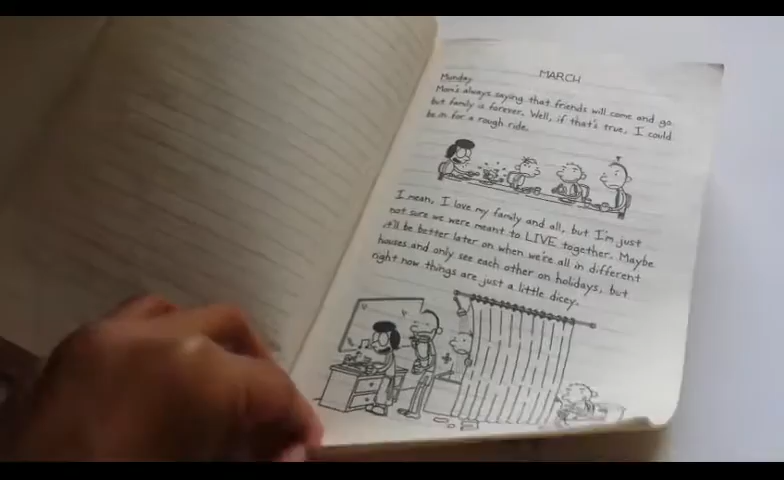 MARCH
Monday
Mom's always saying that friends will come and go
but family is forever. Well, if that's true, I could
be in for a rough ride.
I mean, I love my family and all, but I'm just
not sure we were meant to LIVE together. Maybe
it'll be better later on when we're all in different
houses and only see each other on holidays, but
right now things are just a little dicey.